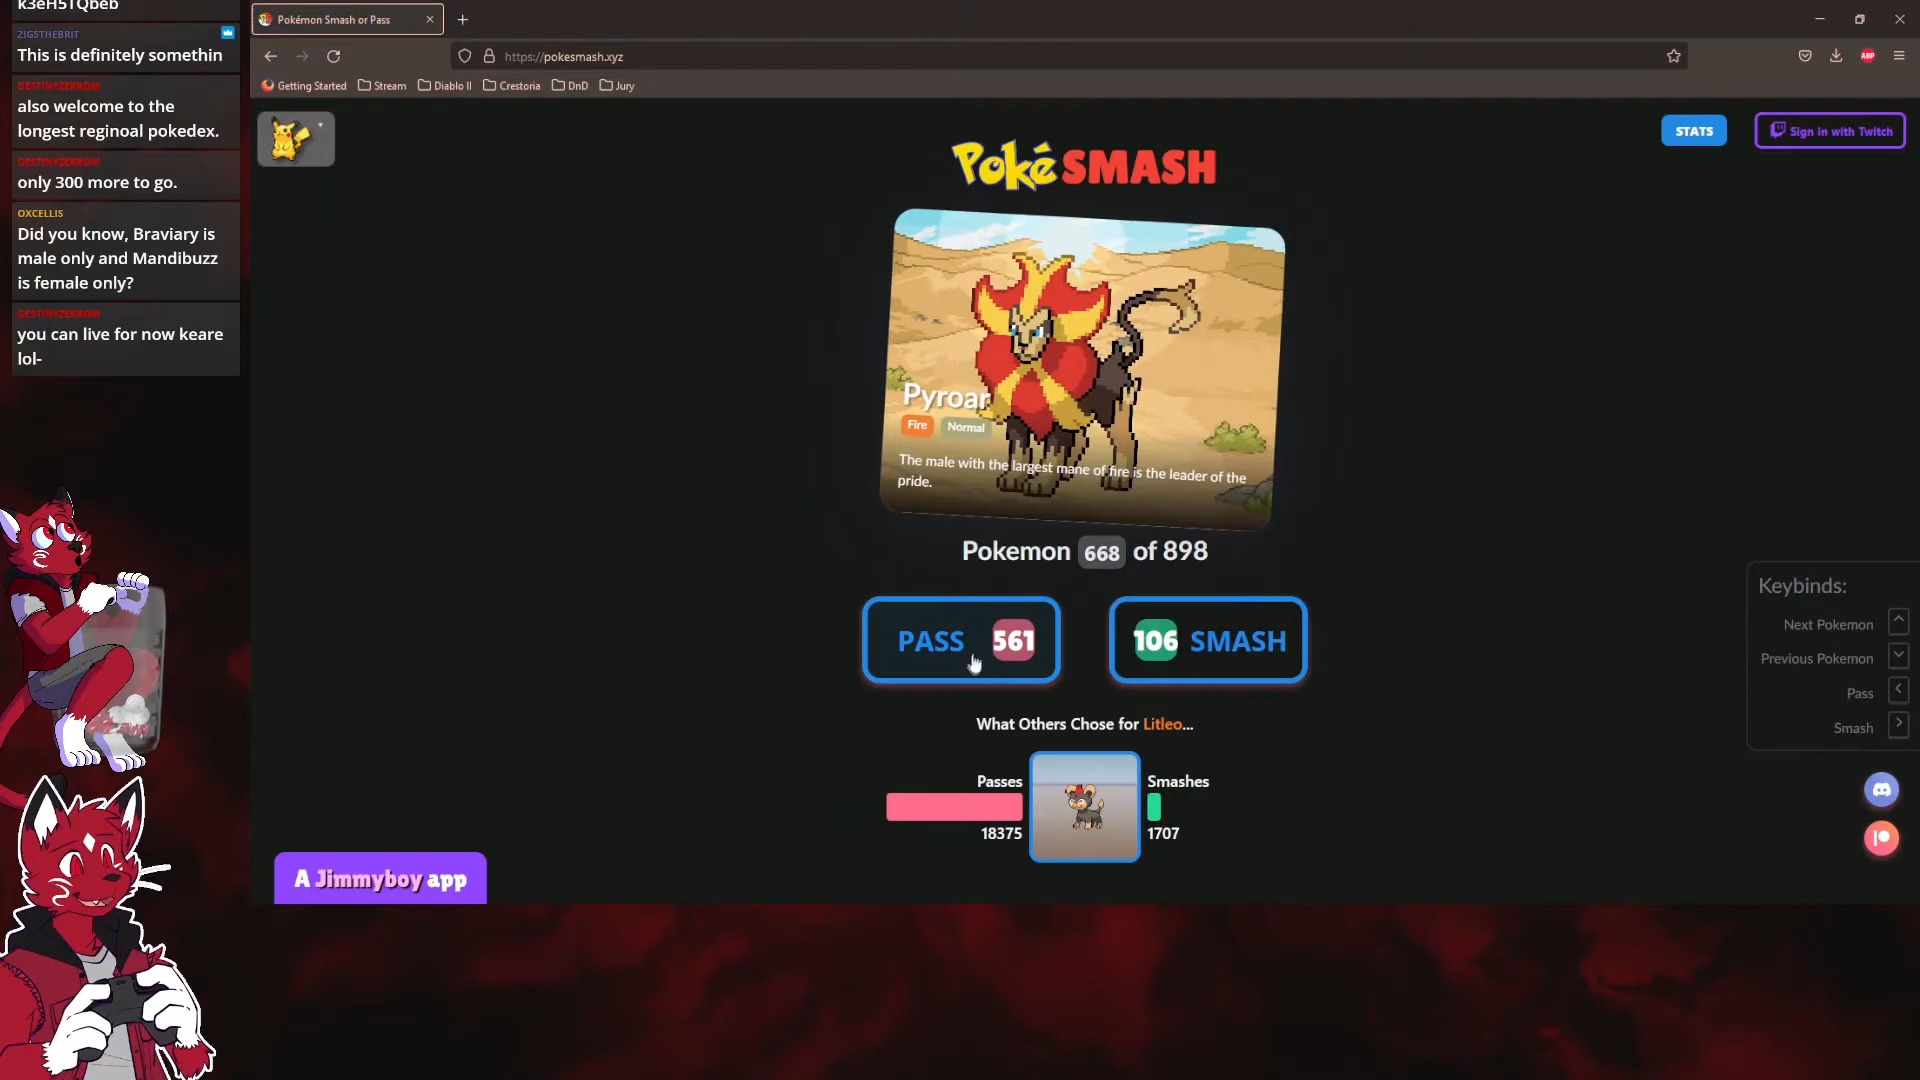 k3eH51Qbeb
ZIGSTHEBRIT
This is definitely somethin
DESTINYZEKROM
also welcome to the
longest reginoal pokedex.
DESTINYZEKROM
only 300 more to go.
OXCELLIS
Did you know, Braviary is
male only and Mandibuzz
is female only?
DESTINYZEKROM
you can live for now keare
lol-
Pokémon Smash or Pass
https://pokesmash.xyz
ABP
Getting Started
Stream
Diablo II
Crestoria
DnD
Jury
STATS
Sign in with Twitch
Poké SMASH
Pyroar
Fire Normal
The male with the largest mane of fire is the leader of the
pride.
Pokemon 668 of 898
PASS 561
106 SMASH
What Others Chose for Litleo...
Passes
18375
Smashes
1707
Keybinds:
Next Pokemon
Previous Pokemon
Pass
Smash
A Jimmyboy app